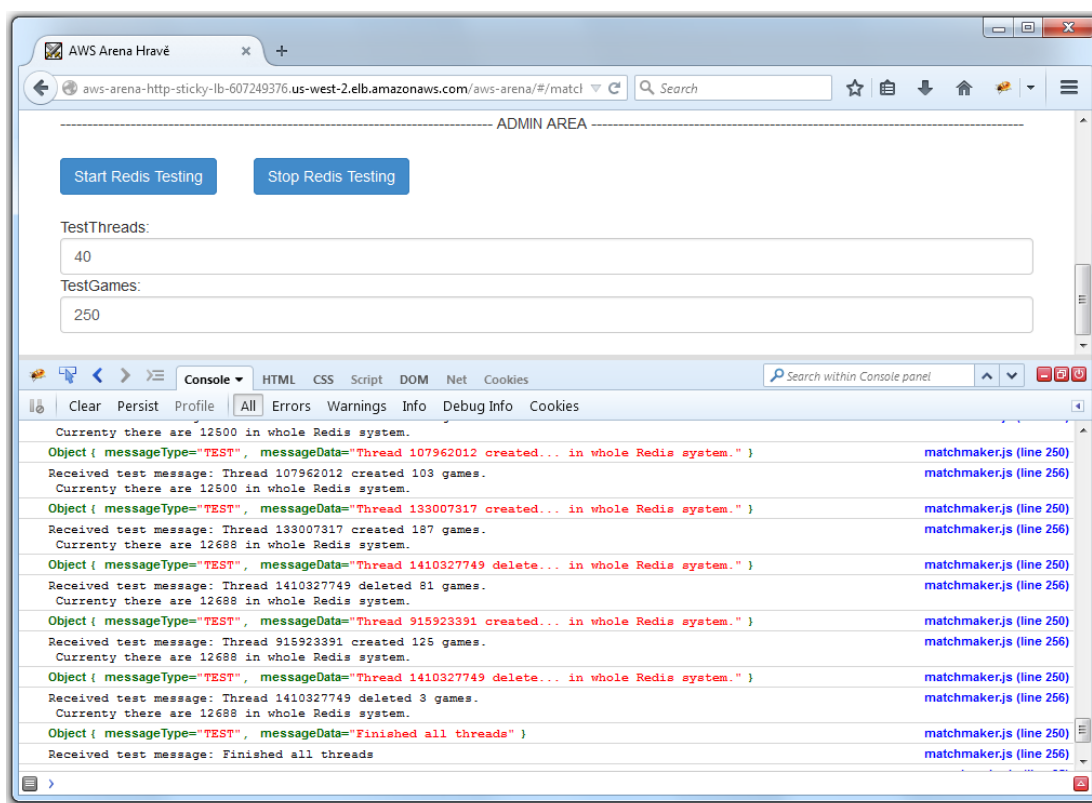 AWS Arena Hravě
aws-arena-http-sticky-lb-607249376.us-west-2.elb.amazonaws.com/aws-arena/#/matcl
Search
ADMIN AREA
Start Redis Testing Stop Redis Testing
TestThreads:
40
TestGames:
250
Console HTML CSS Script DOM Net Cookies Search within Console panel
Clear Persist Profile All Errors Warnings Info Debug Info Cookies
Currenty there are 12500 in whole Redis system.
Object { messageType="TEST", messageData="Thread 107962012 created... in whole Redis system." } matchmaker.js (line 250)
Received test message: Thread 107962012 created 103 games. matchmaker.js (line 256)
Currenty there are 12500 in whole Redis system.
Object { messageType="TEST", messageData="Thread 133007317 created... in whole Redis system." } matchmaker.js (line 250)
Received test message: Thread 133007317 created 187 games. matchmaker.js (line 256)
Currenty there are 12688 in whole Redis system.
Object { messageType="TEST", messageData="Thread 1410327749 delete... in whole Redis system." } matchmaker.js (line 250)
Received test message: Thread 1410327749 deleted 81 games. matchmaker.js (line 256)
Currenty there are 12688 in whole Redis system.
Object { messageType="TEST", messageData="Thread 915923391 created... in whole Redis system." } matchmaker.js (line 250)
Received test message: Thread 915923391 created 125 games. matchmaker.js (line 256)
Currenty there are 12688 in whole Redis system.
Object { messageType="TEST", messageData="Thread 1410327749 delete... in whole Redis system." } matchmaker.js (line 250)
Received test message: Thread 1410327749 deleted 3 games. matchmaker.js (line 256)
Currenty there are 12688 in whole Redis system.
Object { messageType="TEST", messageData="Finished all threads" } matchmaker.js (line 250)
Received test message: Finished all threads matchmaker.js (line 256)